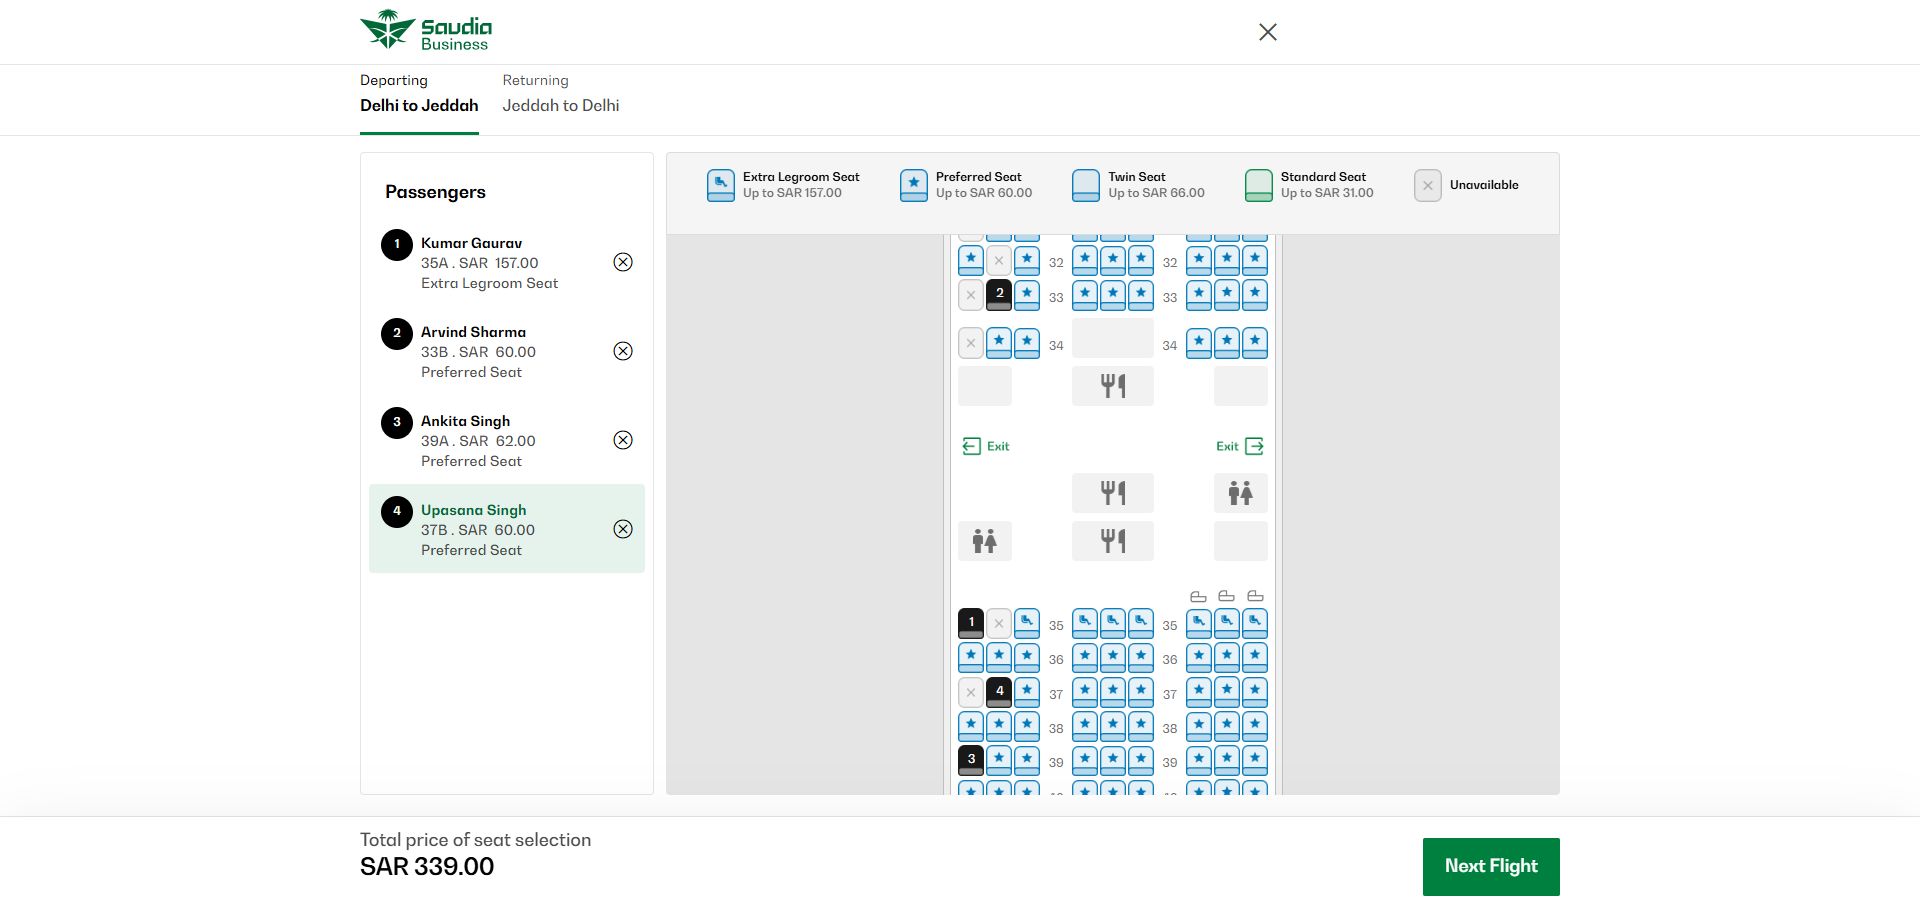 Saudia
Business
Departing
Delhi to Jeddah
Returning
Jeddah to Delhi
Passengers
1
Kumar Gaurav
35A . SAR 157.00
Extra Legroom Seat
2
Arvind Sharma
33B . SAR 60.00
Preferred Seat
3
Ankita Singh
39A . SAR 62.00
Preferred Seat
4
Upasana Singh
37B . SAR 60.00
Preferred Seat
Extra Legroom Seat
Up to SAR 157.00
Preferred Seat
Up to SAR 60.00
Twin Seat
Up to SAR 66.00
Standard Seat
Up to SAR 31.00
Unavailable
32 32
2 33 33
34 34
Exit Exit
1 35 35
36 36
4 37 37
38 38
3 39 39
Total price of seat selection
SAR 339.00
Next Flight